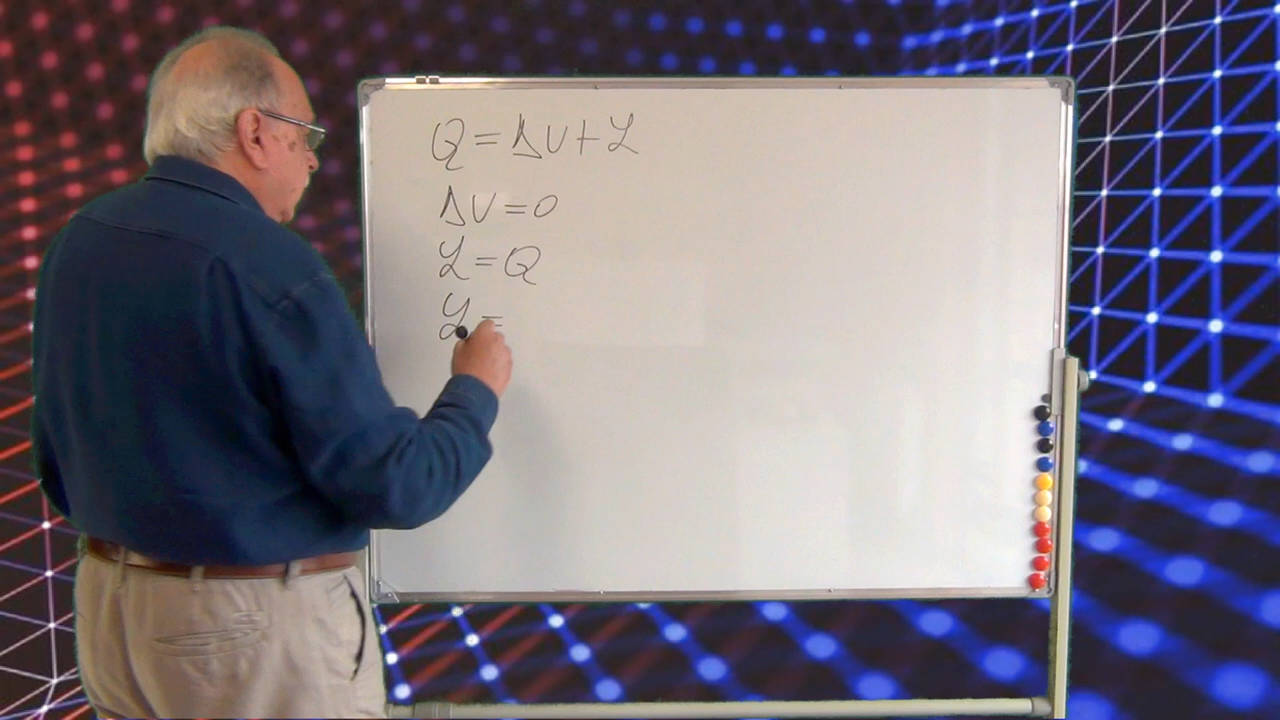 Q = ΔU + L
ΔU = 0
L = Q
L =